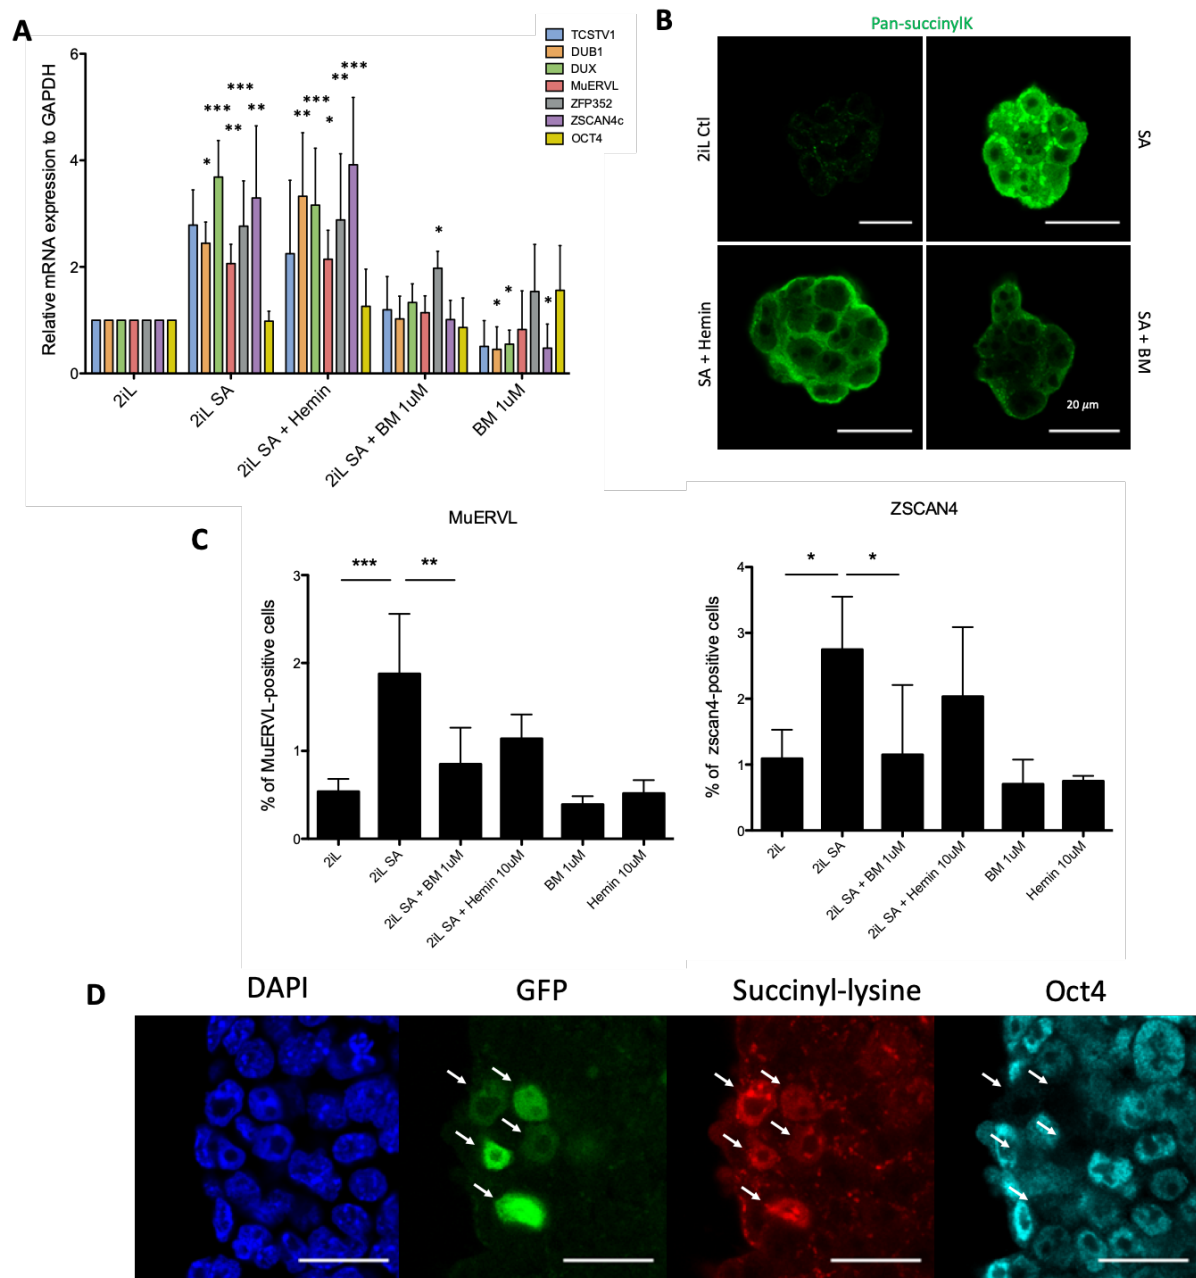 A
Relative mRNA expression to GAPDH
6
4
2
0
*
***
**
***
**
**
***
*
**
***
*
*
*
*
2iL
2iL SA
2iL SA + Hemin
2iL SA + BM 1uM
BM 1uM
TCSTV1
DUB1
DUX
MuERVL
ZFP352
ZSCAN4c
OCT4
B
Pan-succinylK
2iL Ctl
SA
SA + Hemin
SA + BM
20 µm
C
MuERVL
% of MuERVL-positive cells
3
2
1
0
***
**
2iL
2iL SA
2iL SA + BM 1uM
2iL SA + Hemin 10uM
BM 1uM
Hemin 10uM
ZSCAN4
% of zscan4-positive cells
4
3
2
1
0
*
*
2iL
2iL SA
2iL SA + BM 1uM
2iL SA + Hemin 10uM
BM 1uM
Hemin 10uM
D
DAPI
GFP
Succinyl-lysine
Oct4